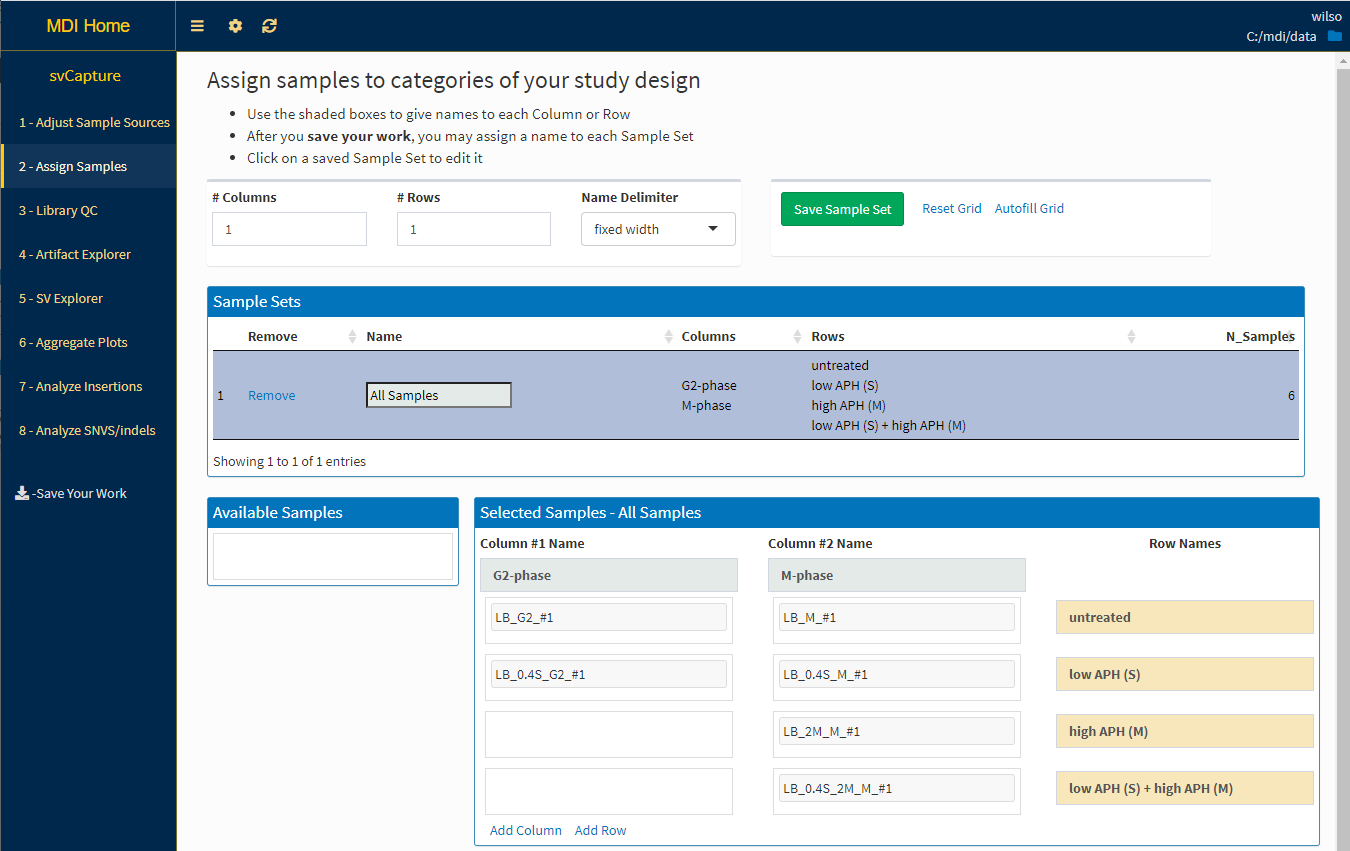 MDI Home
wilso
C:/mdi/data
svCapture
1 - Adjust Sample Sources
2 - Assign Samples
3 - Library QC
4 - Artifact Explorer
5 - SV Explorer
6 - Aggregate Plots
7 - Analyze Insertions
8 - Analyze SNVS/indels
-Save Your Work
Assign samples to categories of your study design
Use the shaded boxes to give names to each Column or Row
After you save your work, you may assign a name to each Sample Set
Click on a saved Sample Set to edit it
# Columns # Rows Name Delimiter
1 1 fixed width
Save Sample Set Reset Grid Autofill Grid
Sample Sets
Remove Name Columns Rows N_Samples
untreated
G2-phase low APH (S)
1 Remove All Samples 6
M-phase high APH (M)
low APH (S) + high APH (M)
Showing 1 to 1 of 1 entries
Available Samples
Selected Samples - All Samples
Column #1 Name Column #2 Name Row Names
G2-phase M-phase
LB_G2_#1 LB_M_#1 untreated
LB_0.4S_G2_#1 LB_0.4S_M_#1 low APH (S)
LB_2M_M_#1 high APH (M)
LB_0.4S_2M_M_#1 low APH (S) + high APH (M)
Add Column Add Row